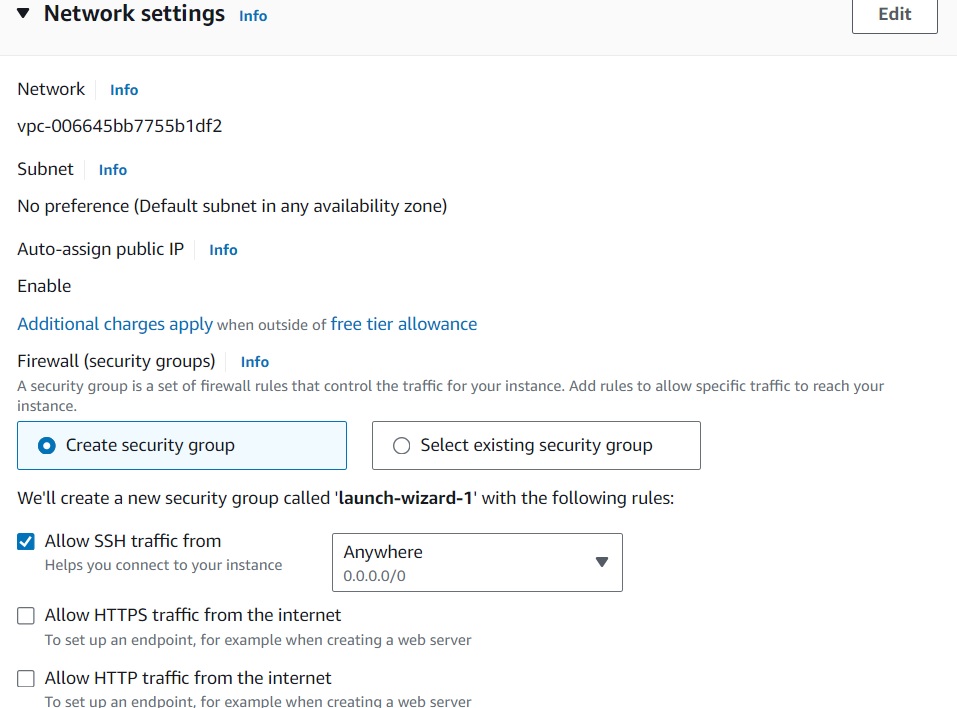 Network settings Info
Edit
Network Info
vpc-006645bb7755b1df2
Subnet Info
No preference (Default subnet in any availability zone)
Auto-assign public IP Info
Enable
Additional charges apply when outside of free tier allowance
Firewall (security groups) Info
A security group is a set of firewall rules that control the traffic for your instance. Add rules to allow specific traffic to reach your
instance.
Create security group
Select existing security group
We'll create a new security group called 'launch-wizard-1' with the following rules:
Allow SSH traffic from
Helps you connect to your instance
Anywhere
0.0.0.0/0
Allow HTTPS traffic from the internet
To set up an endpoint, for example when creating a web server
Allow HTTP traffic from the internet
To set up an endpoint, for example when creating a web server